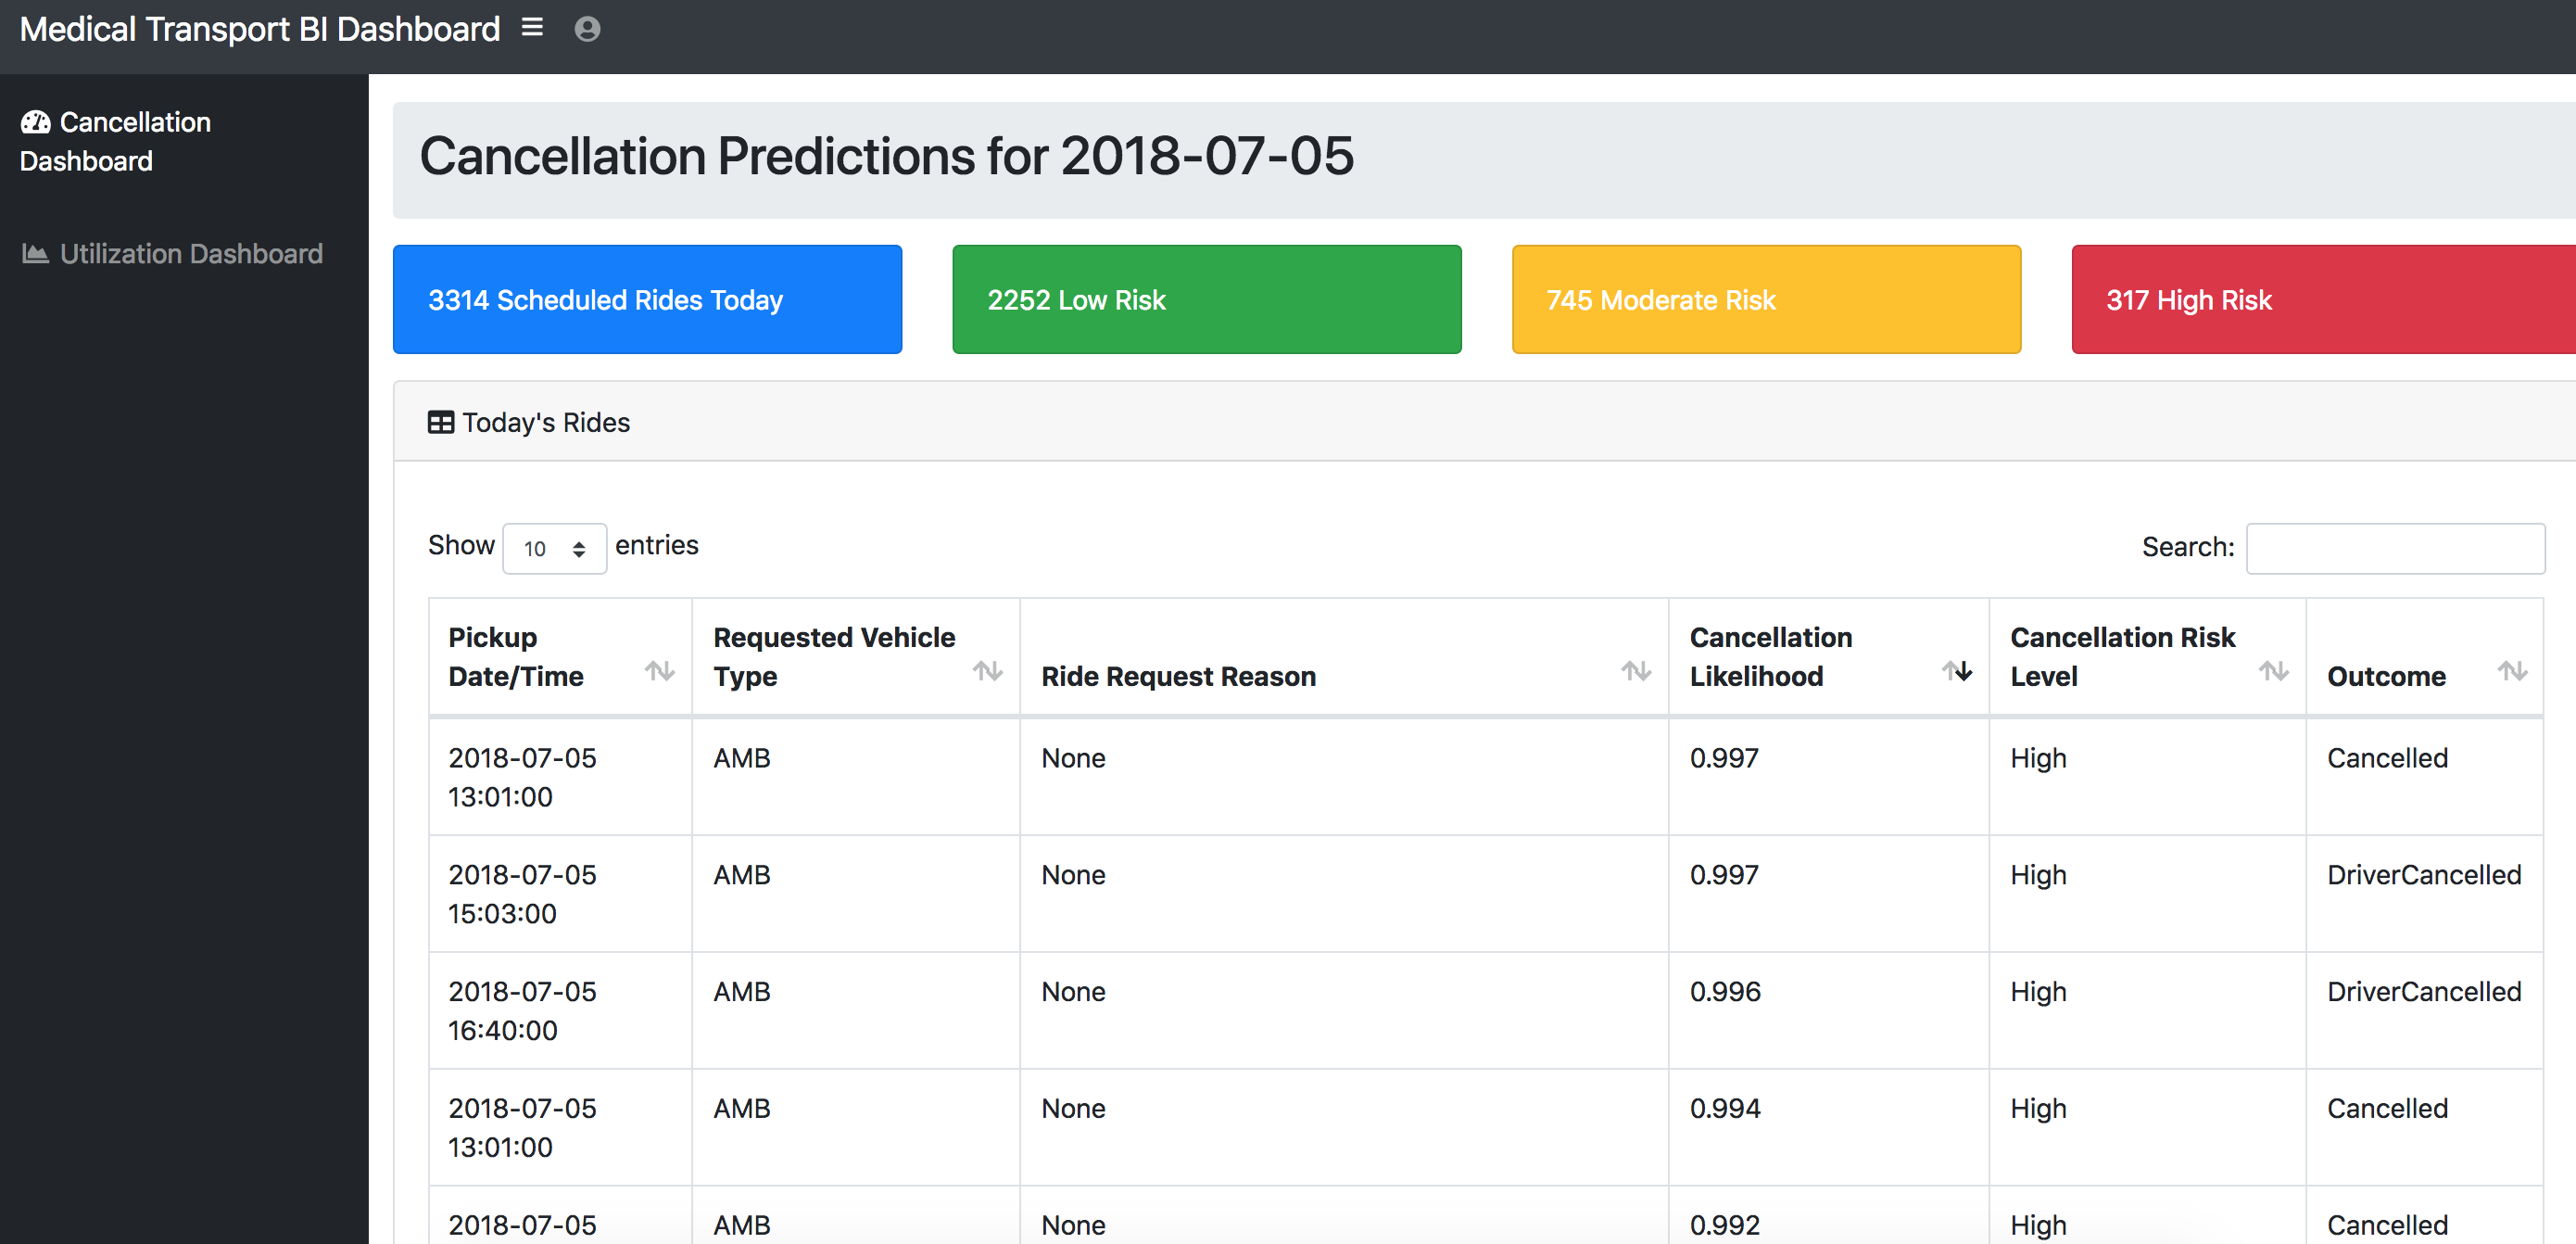 Medical Transport BI Dashboard
Cancellation
Dashboard
Utilization Dashboard
Cancellation Predictions for 2018-07-05
3314 Scheduled Rides Today
2252 Low Risk
745 Moderate Risk
317 High Risk
Today's Rides
Show 10 entries
Search:
Pickup
Date/Time
Requested Vehicle
Type
Ride Request Reason
Cancellation
Likelihood
Cancellation Risk
Level
Outcome
2018-07-05
13:01:00
AMB
None
0.997
High
Cancelled
2018-07-05
15:03:00
AMB
None
0.997
High
DriverCancelled
2018-07-05
16:40:00
AMB
None
0.996
High
DriverCancelled
2018-07-05
13:01:00
AMB
None
0.994
High
Cancelled
2018-07-05
AMB
None
0.992
High
Cancelled